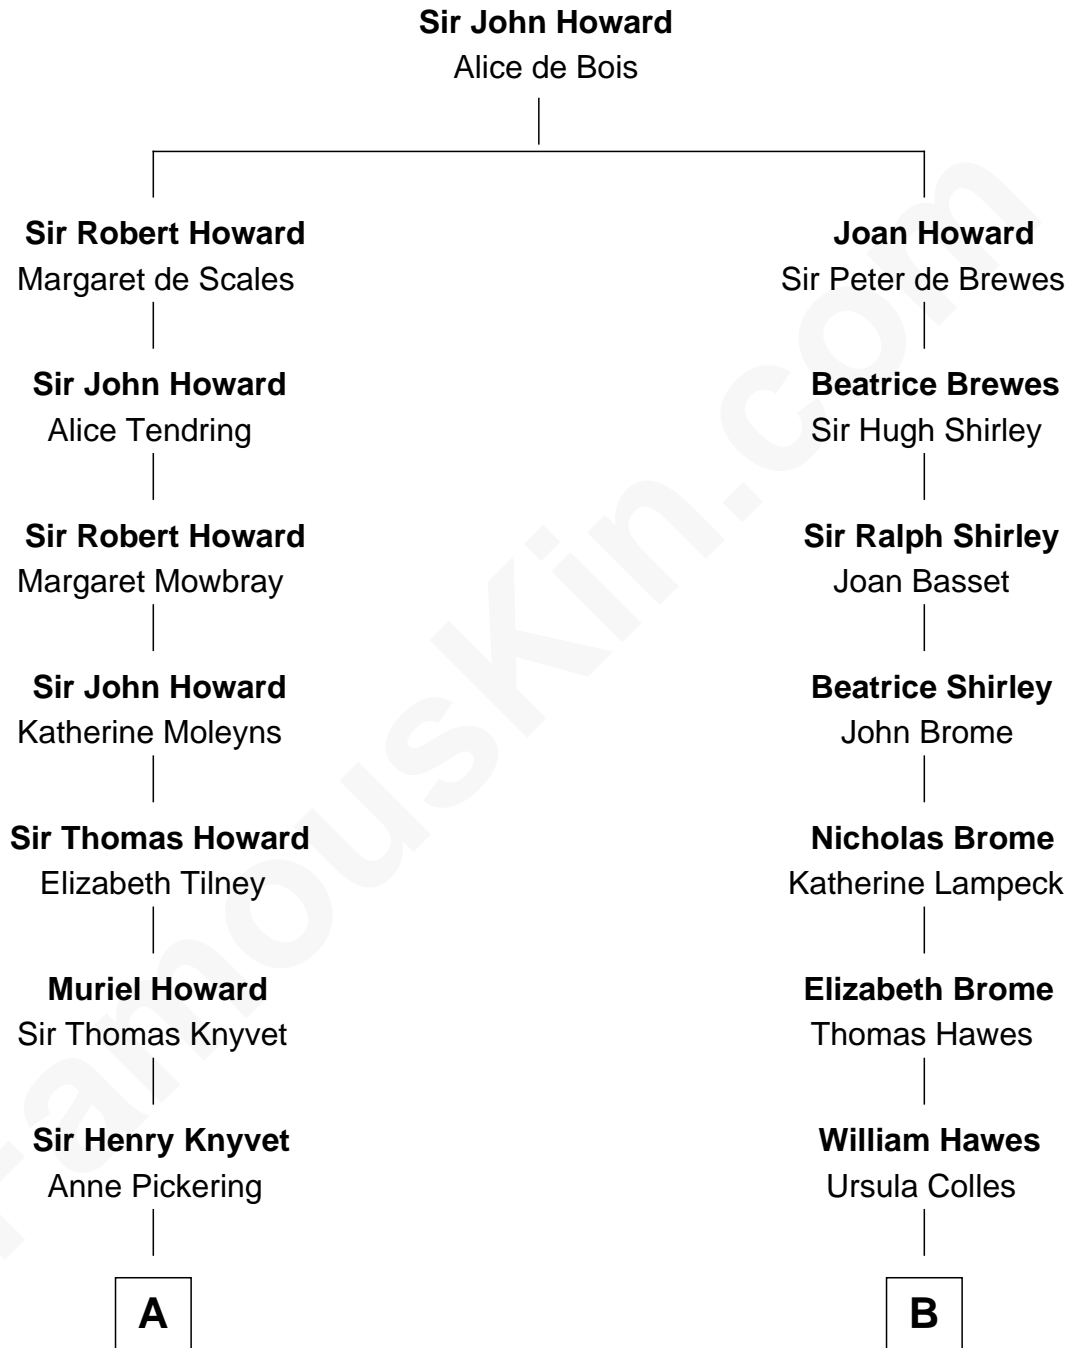 Sir John Howard
Alice de Bois
Sir Robert Howard
Margaret de Scales
Joan Howard
Sir Peter de Brewes
Sir John Howard
Alice Tendring
Beatrice Brewes
Sir Hugh Shirley
Sir Robert Howard
Margaret Mowbray
Sir Ralph Shirley
Joan Basset
Sir John Howard
Katherine Moleyns
Beatrice Shirley
John Brome
Sir Thomas Howard
Elizabeth Tilney
Nicholas Brome
Katherine Lampeck
Muriel Howard
Sir Thomas Knyvet
Elizabeth Brome
Thomas Hawes
Sir Henry Knyvet
Anne Pickering
William Hawes
Ursula Colles
A
B
FamousKin.com